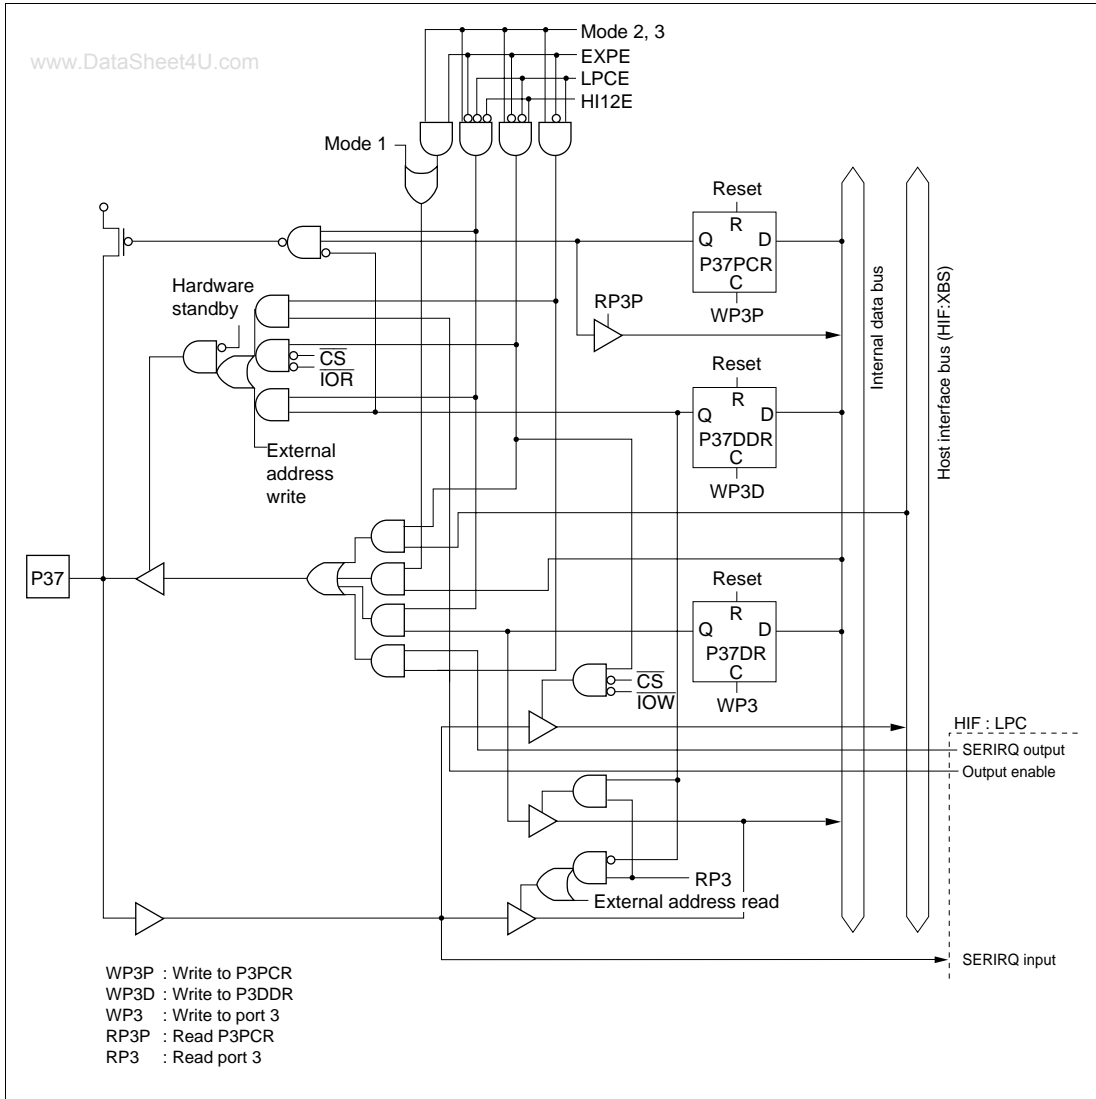 www.DataSheet4U.com
Mode 2, 3
EXPE
LPCE
HI12E
Mode 1
Reset
R
Q D
P37PCR
C
WP3P
RP3P
Hardware
standby
CS
IOR
External
address
write
Reset
R
Q D
P37DDR
C
WP3D
Internal data bus
Host interface bus (HIF:XBS)
P37
Reset
R
Q D
P37DR
C
WP3
CS
IOW
HIF : LPC
SERIRQ output
Output enable
RP3
External address read
SERIRQ input
WP3P : Write to P3PCR
WP3D : Write to P3DDR
WP3 : Write to port 3
RP3P : Read P3PCR
RP3 : Read port 3